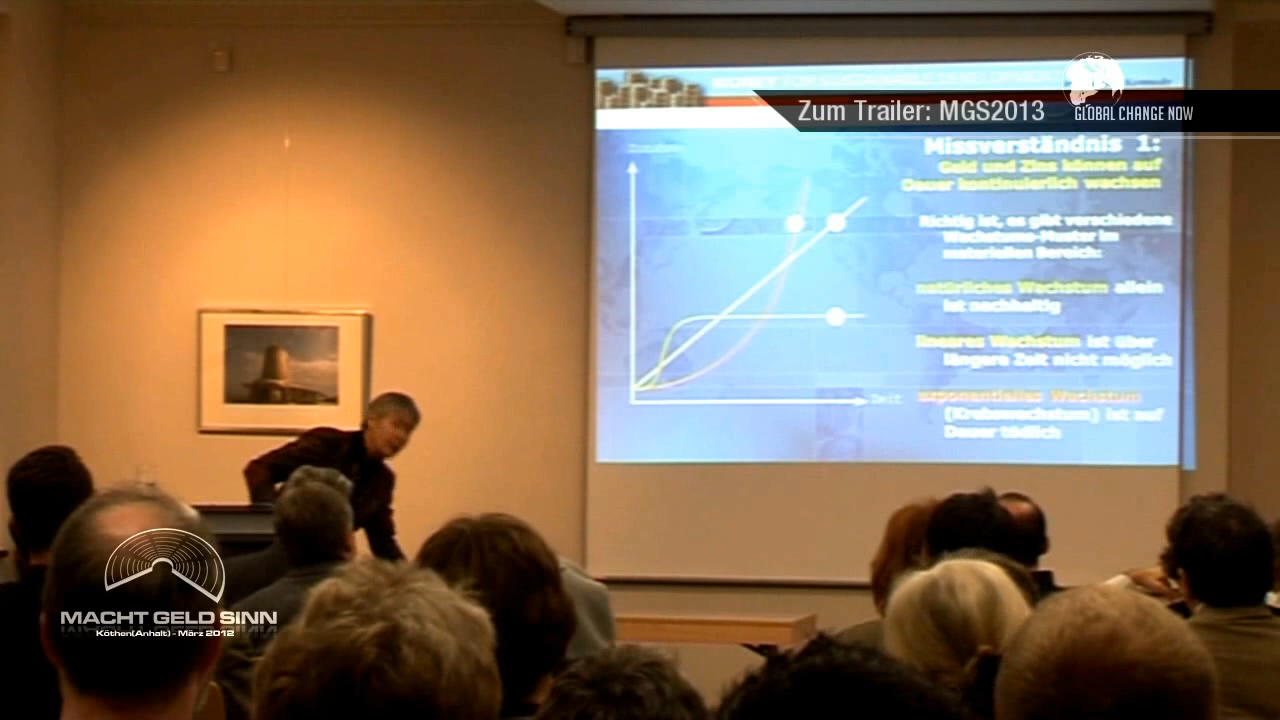 Zum Trailer: MGS2013
GLOBAL CHANGE NOW
Missverständnis 1:
Geld und Zins können auf
Dauer kontinuierlich wachsen
Richtig ist, es gibt verschiedene
Wachstums-Muster im
materiellen Bereich:
natürliches Wachstum allein
ist nachhaltig
lineares Wachstum ist über
längere Zeit nicht möglich
Zeit
exponentielles Wachstum
(Krebswachstum) ist auf
Dauer tödlich
MACHT GELD SINN
Köthen(Anhalt) - März 2012